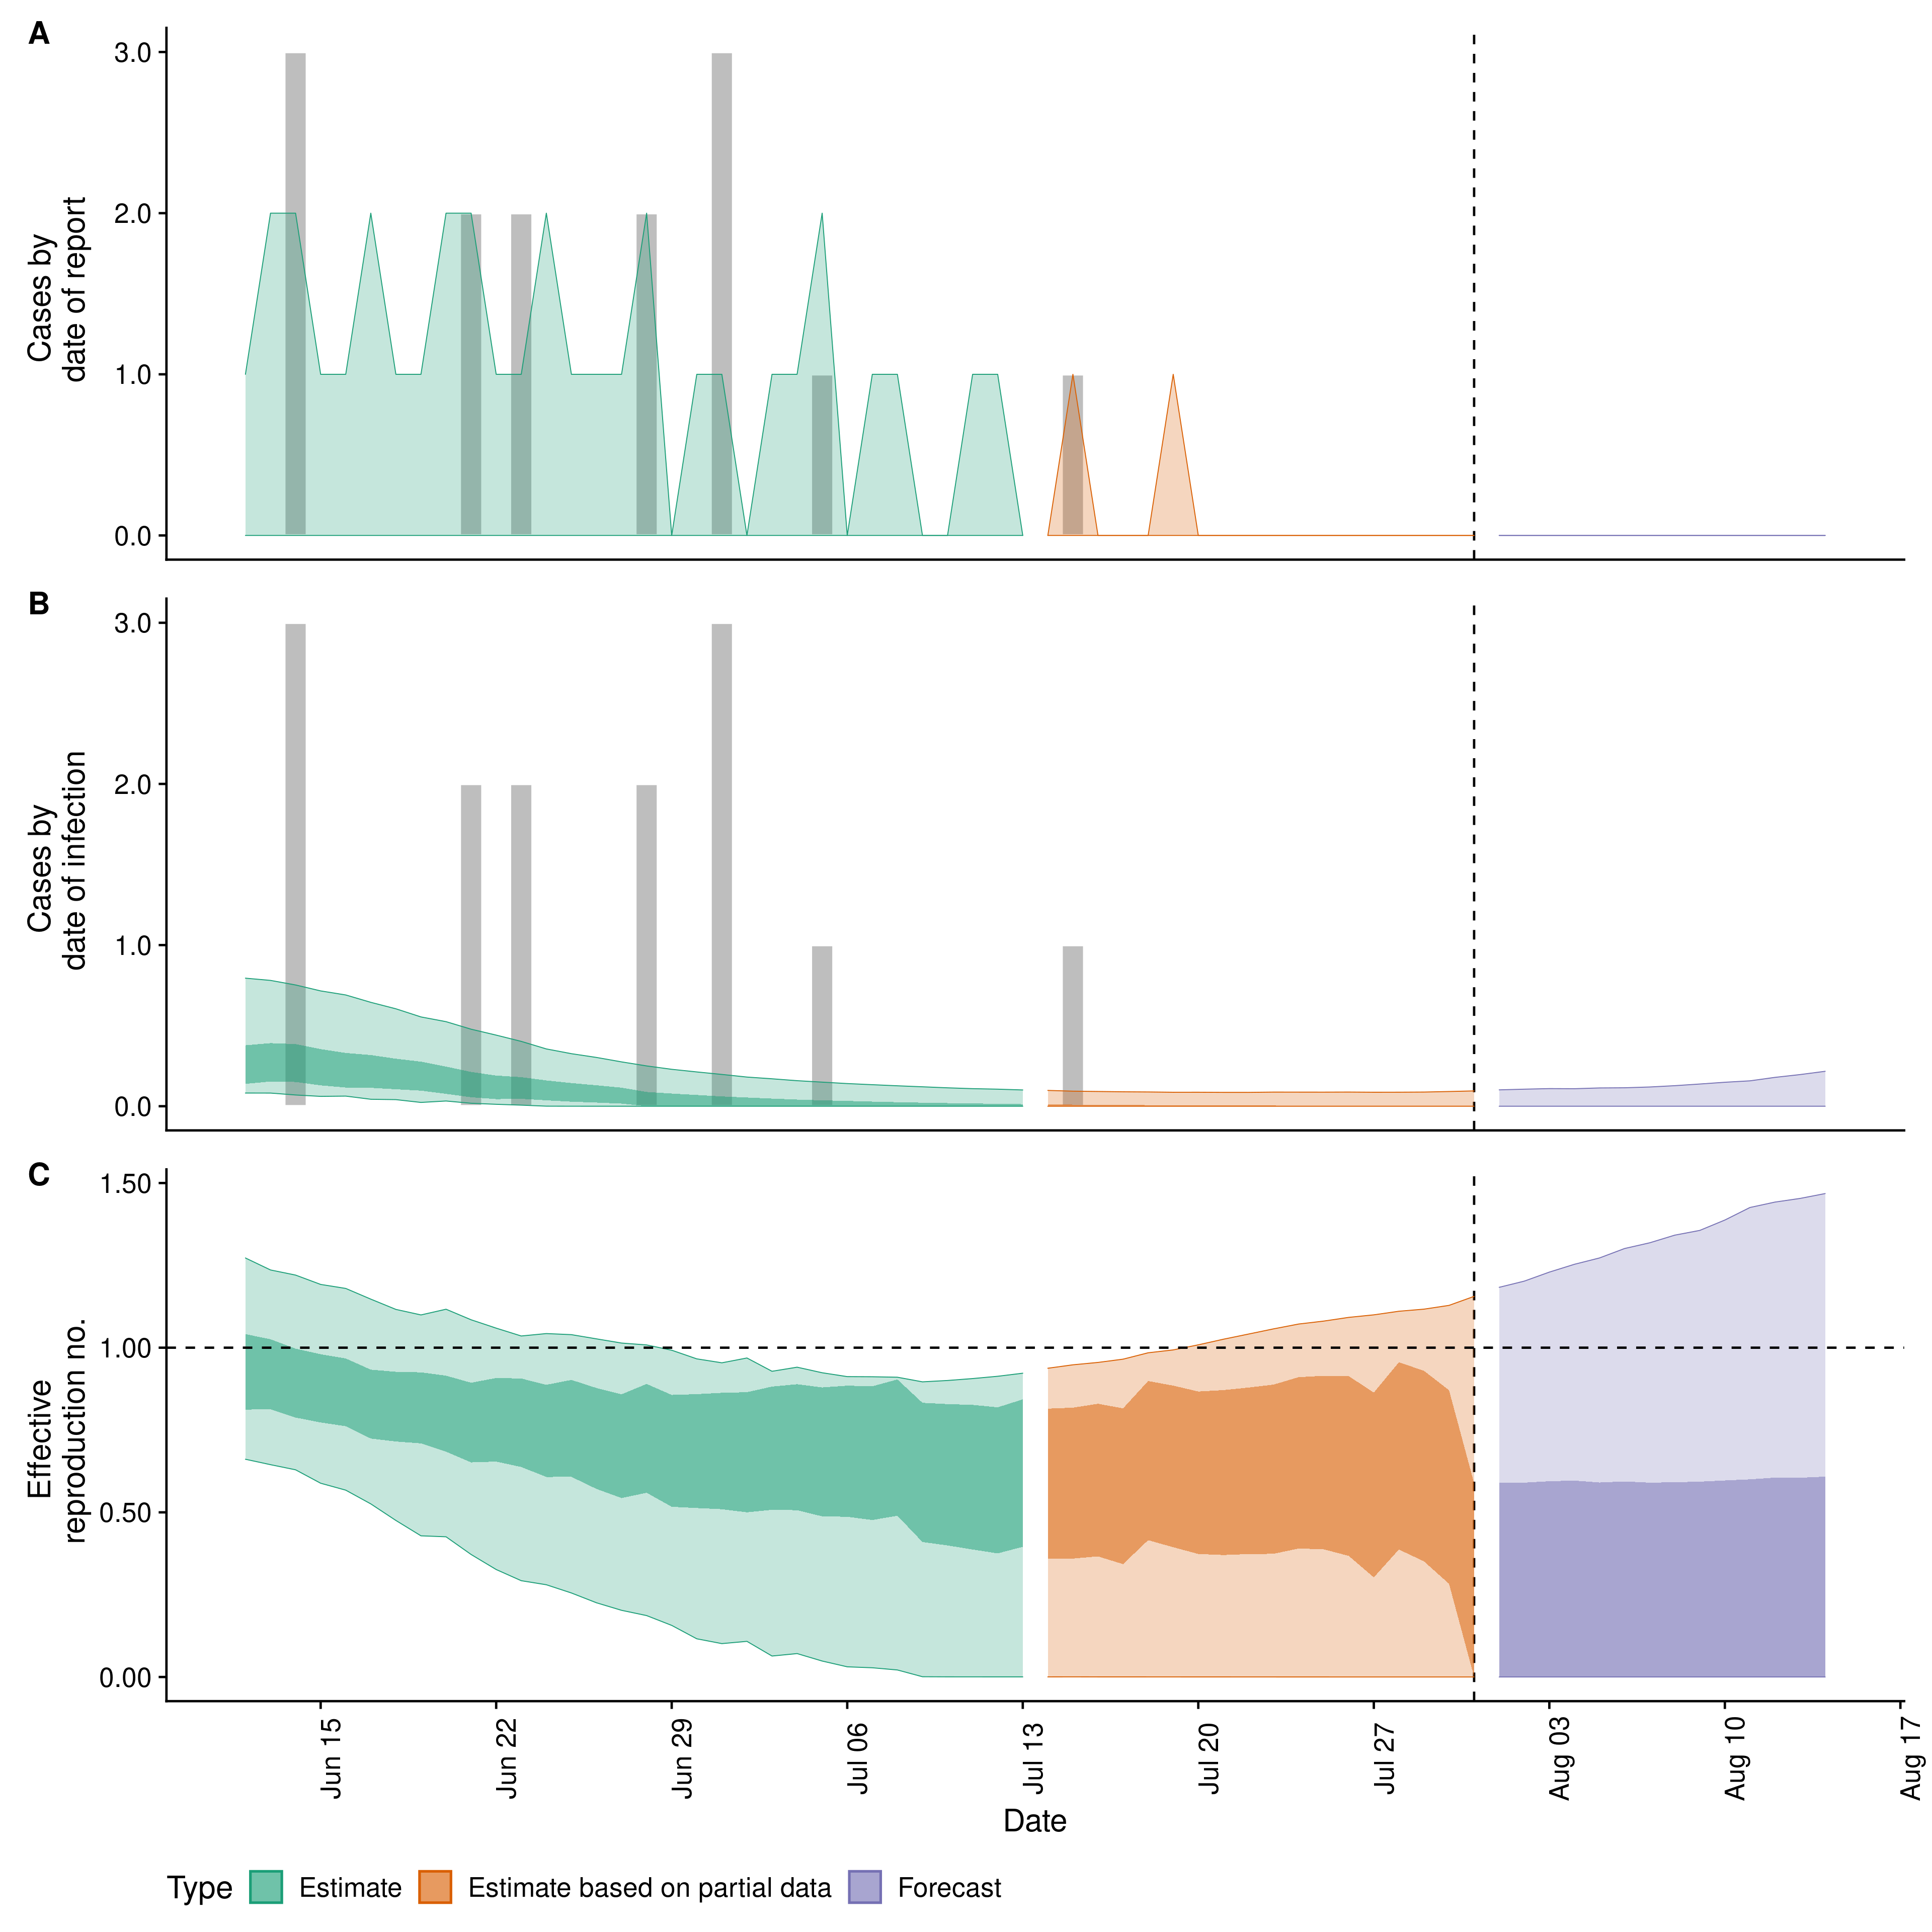 A
3.0
2.0
1.0
0.0
Cases by
date of report
B
3.0
2.0
1.0
0.0
Cases by
date of infection
C
1.50
1.00
0.50
0.00
Effective
reproduction no.
Jun 15
Jun 22
Jun 29
Jul 06
Jul 13
Jul 20
Jul 27
Aug 03
Aug 10
Aug 17
Date
Type Estimate Estimate based on partial data Forecast